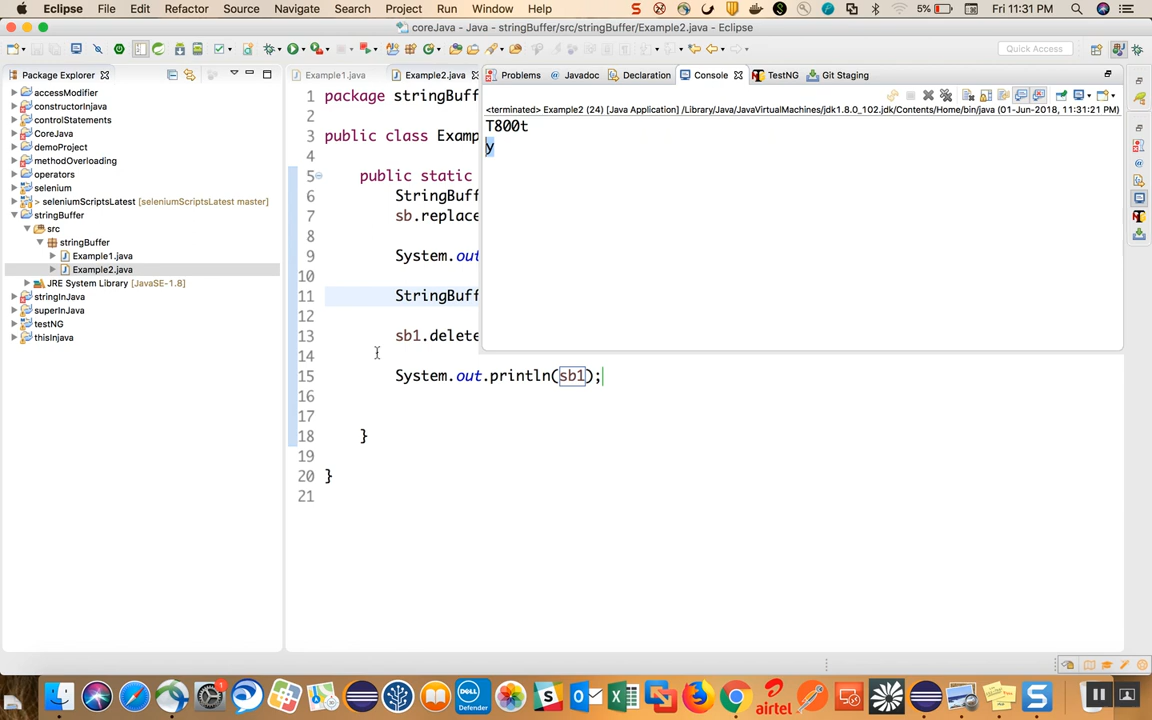 Eclipse File Edit Refactor Source Navigate Search Project Run Window Help 5% Fri 11:31 PM
coreJava - Java - stringBuffer/src/stringBuffer/Example2.java - Eclipse
Quick Access
Package Explorer
accessModifier
constructorInjava
controlStatements
CoreJava
demoProject
methodOverloading
operators
selenium
> seleniumScriptsLatest [seleniumScriptsLatest master]
stringBuffer
src
stringBuffer
Example1.java
Example2.java
JRE System Library [JavaSE-1.8]
stringInJava
superInJava
testNG
thisInjava
Example1.java Example2.java
1 package stringBuf
2
3 public class Examp
4
5 public static
6 StringBuff
7 sb.replace
8
9 System.out
10
11 StringBuff
12
13 sb1.delete
14
15 System.out.println(sb1);
16
17
18 }
19
20 }
21
Problems Javadoc Declaration Console TestNG Git Staging
<terminated> Example2 (24) [Java Application] /Library/Java/JavaVirtualMachines/jdk1.8.0_102.jdk/Contents/Home/bin/java (01-Jun-2018, 11:31:21 PM)
T800t
y
DELL
Defender
airtel